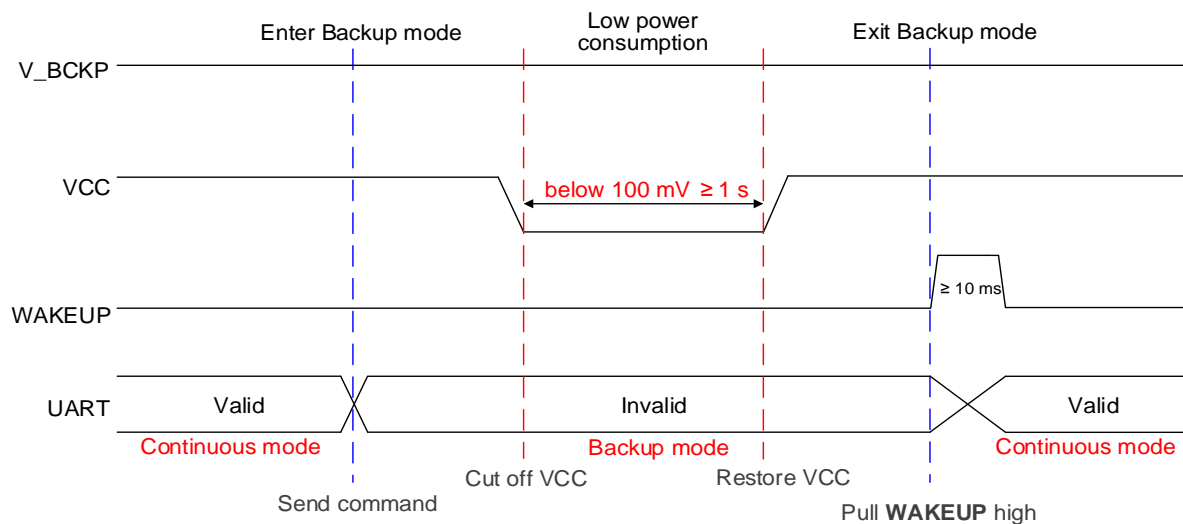 Enter Backup mode
Low power
consumption
Exit Backup mode
V_BCKP
VCC
below 100 mV ≥ 1 s
WAKEUP
≥ 10 ms
UART
Valid
Invalid
Valid
Continuous mode
Backup mode
Continuous mode
Cut off VCC
Restore VCC
Send command
Pull WAKEUP high